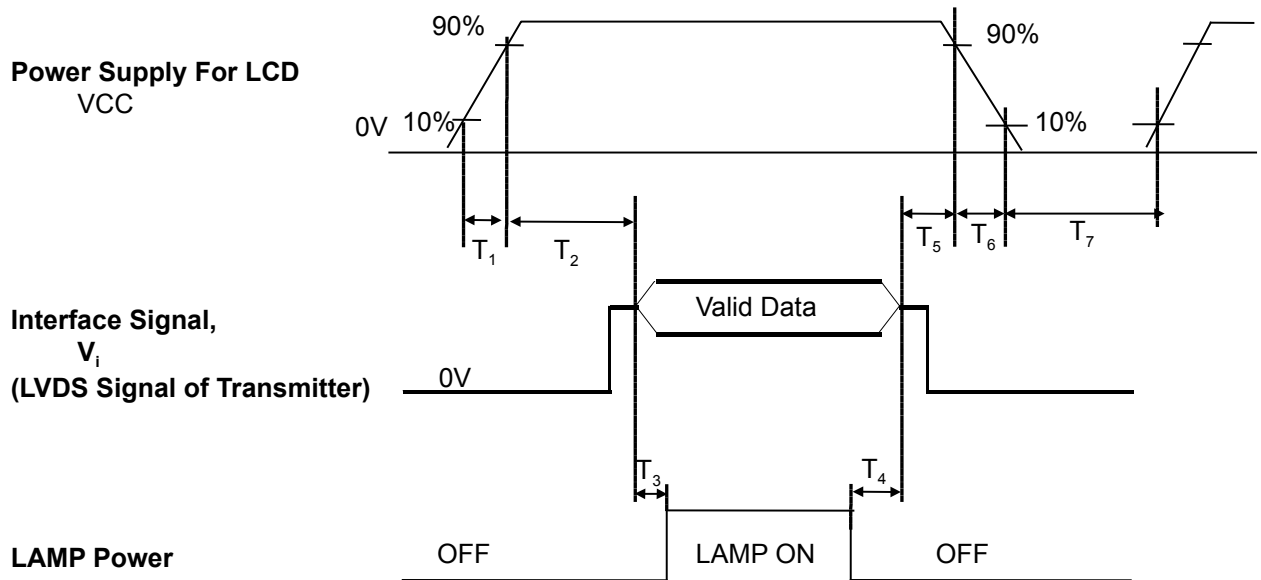 90%
90%
Power Supply For LCD
VCC
0V 10%
10%
T₁
T₂
T₅
T₆
T₇
Valid Data
Interface Signal,
Vᵢ
(LVDS Signal of Transmitter)
0V
T₃
T₄
LAMP Power
OFF
LAMP ON
OFF